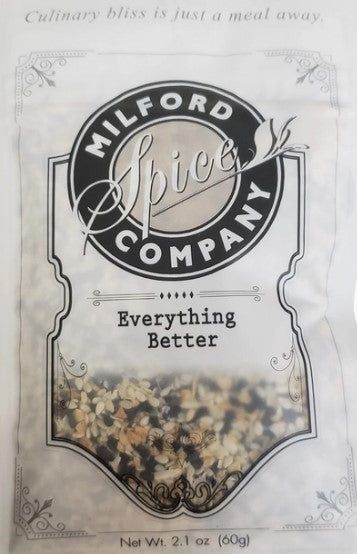 Culinary bliss is just a meal away.
MILFORD
Spice
COMPANY
Everything
Better
Net Wt. 2.1 oz (60g)